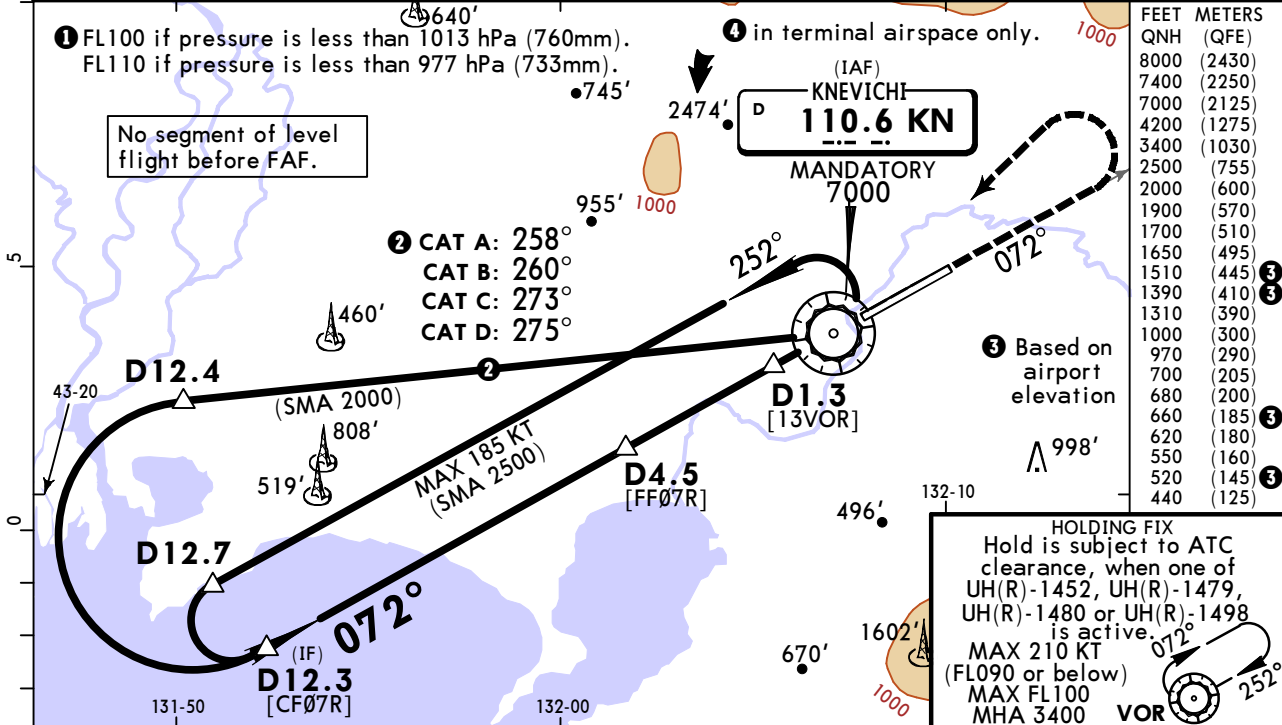 640'
❶ FL100 if pressure is less than 1013 hPa (760mm).
FL110 if pressure is less than 977 hPa (733mm).
❹ in terminal airspace only.
1000
745'
No segment of level
flight before FAF.
2474'
(IAF)
KNEVICHI
D 110.6 KN
MANDATORY
7000
1000
955'
❷ CAT A: 258°
CAT B: 260°
CAT C: 273°
CAT D: 275°
252°
072°
5
460'
❸ Based on
airport
elevation
D12.4
❷
(SMA 2000)
43-20
D1.3
[13VOR]
808'
519'
MAX 185 KT
(SMA 2500)
D4.5
[FFØ7R]
998'
132-10
496'
0
D12.7
072°
(IF)
D12.3
[CFØ7R]
1602'
670'
1000
131-50
132-00
FEET METERS
QNH (QFE)
8000 (2430)
7400 (2250)
7000 (2125)
4200 (1275)
3400 (1030)
2500 (755)
2000 (600)
1900 (570)
1700 (510)
1650 (495)
1510 (445) ❸
1390 (410) ❸
1310 (390)
1000 (300)
970 (290)
700 (205)
680 (200)
660 (185) ❸
620 (180)
550 (160)
520 (145) ❸
440 (125)
HOLDING FIX
Hold is subject to ATC
clearance, when one of
UH(R)-1452, UH(R)-1479,
UH(R)-1480 or UH(R)-1498
is active.
MAX 210 KT
(FL090 or below)
MAX FL100
MHA 3400
072°
252°
VOR